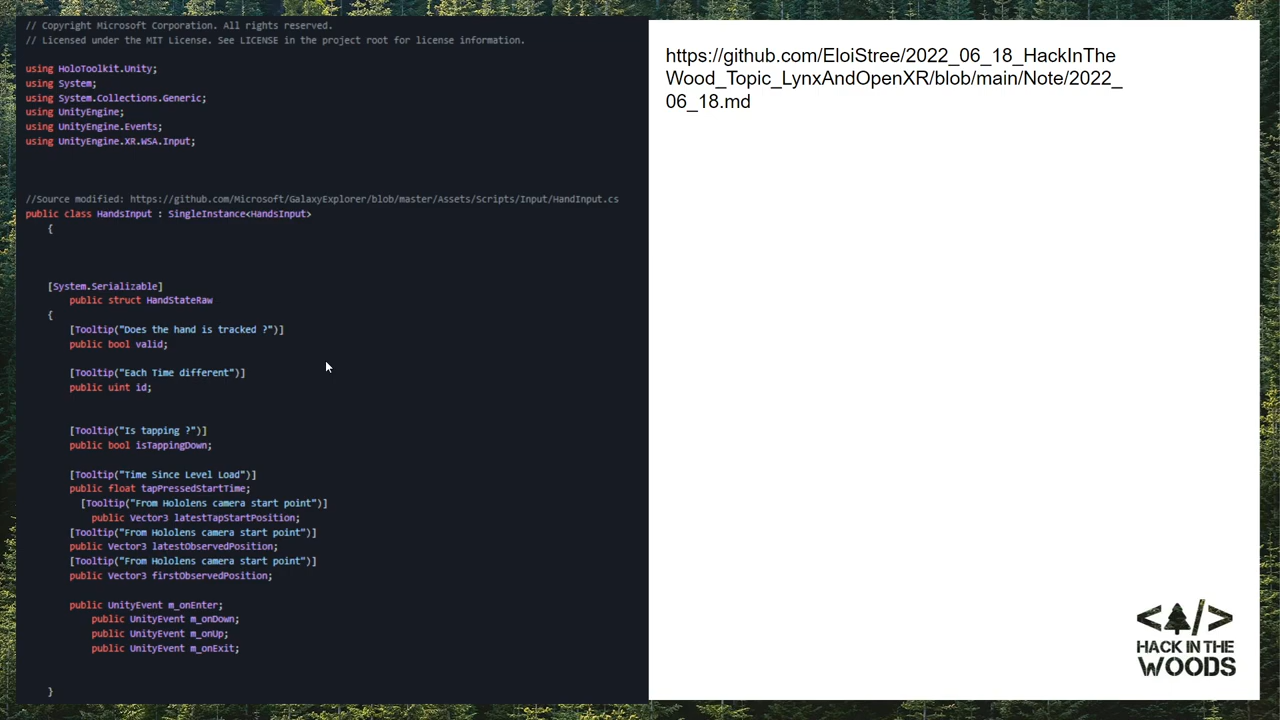 // Copyright Microsoft Corporation. All rights reserved.
// Licensed under the MIT License. See LICENSE in the project root for license information.
using HoloToolkit.Unity;
using System;
using System.Collections.Generic;
using UnityEngine;
using UnityEngine.Events;
using UnityEngine.XR.WSA.Input;
//Source modified: https://github.com/Microsoft/GalaxyExplorer/blob/master/Assets/Scripts/Input/HandInput.cs
public class HandsInput : SingleInstance<HandsInput>
{
[System.Serializable]
public struct HandStateRaw
{
[Tooltip("Does the hand is tracked ?")]
public bool valid;
[Tooltip("Each Time different")]
public uint id;
[Tooltip("Is tapping ?")]
public bool isTappingDown;
[Tooltip("Time Since Level Load")]
public float tapPressedStartTime;
[Tooltip("From Hololens camera start point")]
public Vector3 latestTapStartPosition;
[Tooltip("From Hololens camera start point")]
public Vector3 latestObservedPosition;
[Tooltip("From Hololens camera start point")]
public Vector3 firstObservedPosition;
public UnityEvent m_onEnter;
public UnityEvent m_onDown;
public UnityEvent m_onUp;
public UnityEvent m_onExit;
}
https://github.com/EloiStree/2022_06_18_HackInThe
Wood_Topic_LynxAndOpenXR/blob/main/Note/2022_
06_18.md
HACK IN THE
WOODS